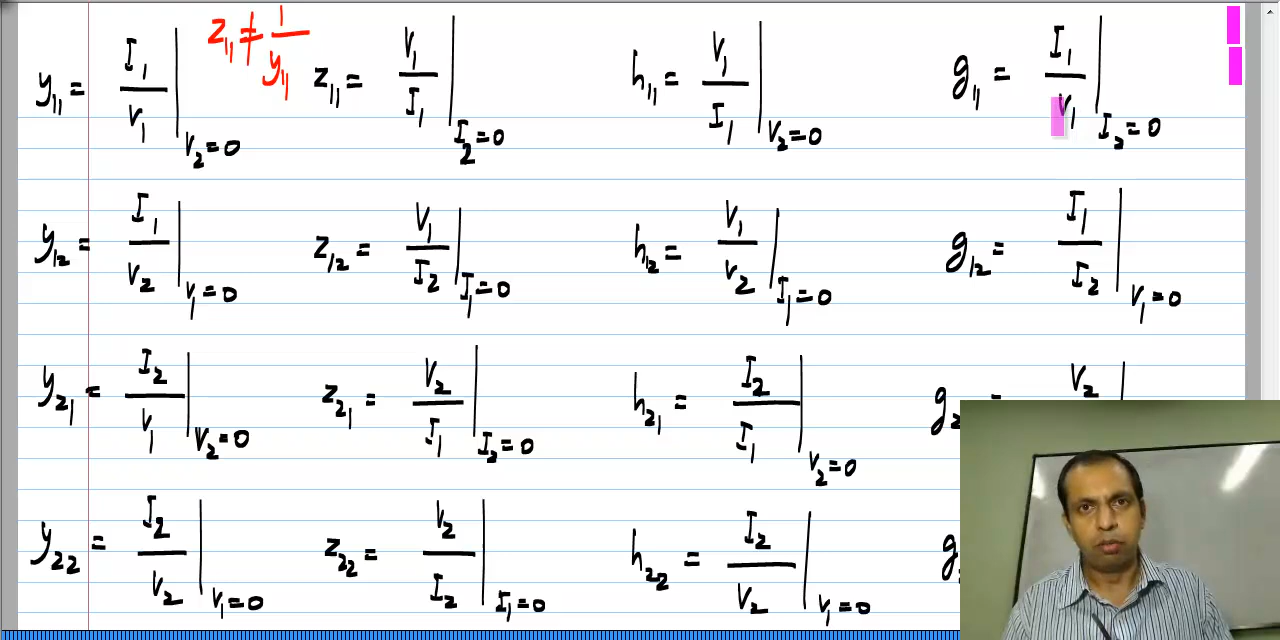 z₁₁ ≠ 1/y₁₁
y₁₁ = I₁/V₁ |V₂=0 z₁₁ = V₁/I₁ |I₂=0 h₁₁ = V₁/I₁ |V₂=0 g₁₁ = I₁/V₁ |I₂=0
y₁₂ = I₁/V₂ |V₁=0 z₁₂ = V₁/I₂ |I₁=0 h₁₂ = V₁/V₂ |I₁=0 g₁₂ = I₁/I₂ |V₁=0
y₂₁ = I₂/V₁ |V₂=0 z₂₁ = V₂/I₁ |I₂=0 h₂₁ = I₂/I₁ |V₂=0 g₂ = V₂
y₂₂ = I₂/V₂ |V₁=0 z₂₂ = V₂/I₂ |I₁=0 h₂₂ = I₂/V₂ |V₁=0 g